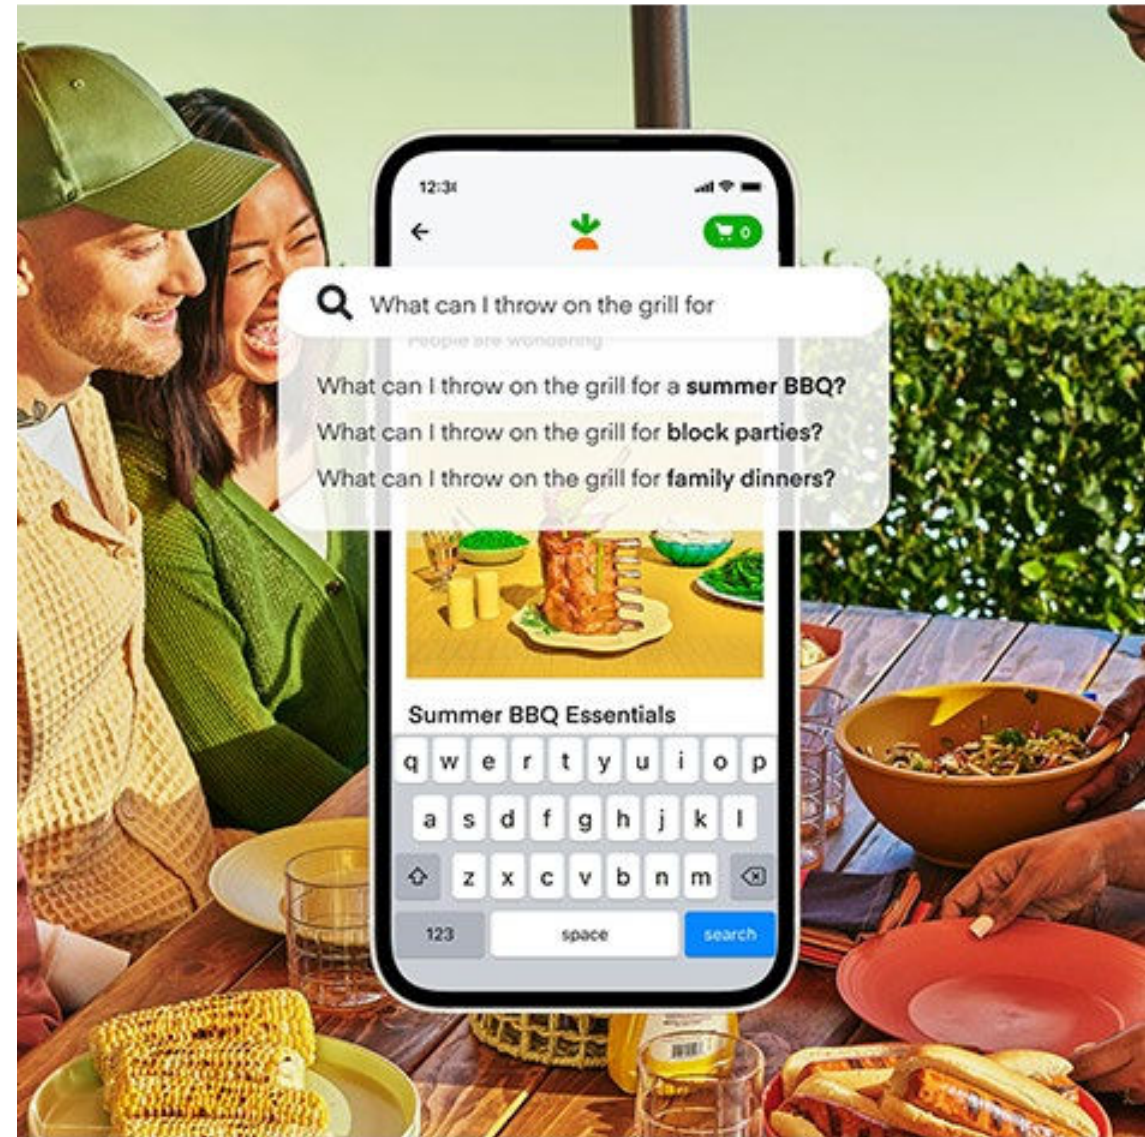 12:3
0
What can I throw on the grill for
People are wondering
What can I throw on the grill for a summer BBQ?
What can I throw on the grill for block parties?
What can I throw on the grill for family dinners?
Summer BBQ Essentials
q w e r t y u i o p
a s d f g h j k l
z x c v b n m
123 space search